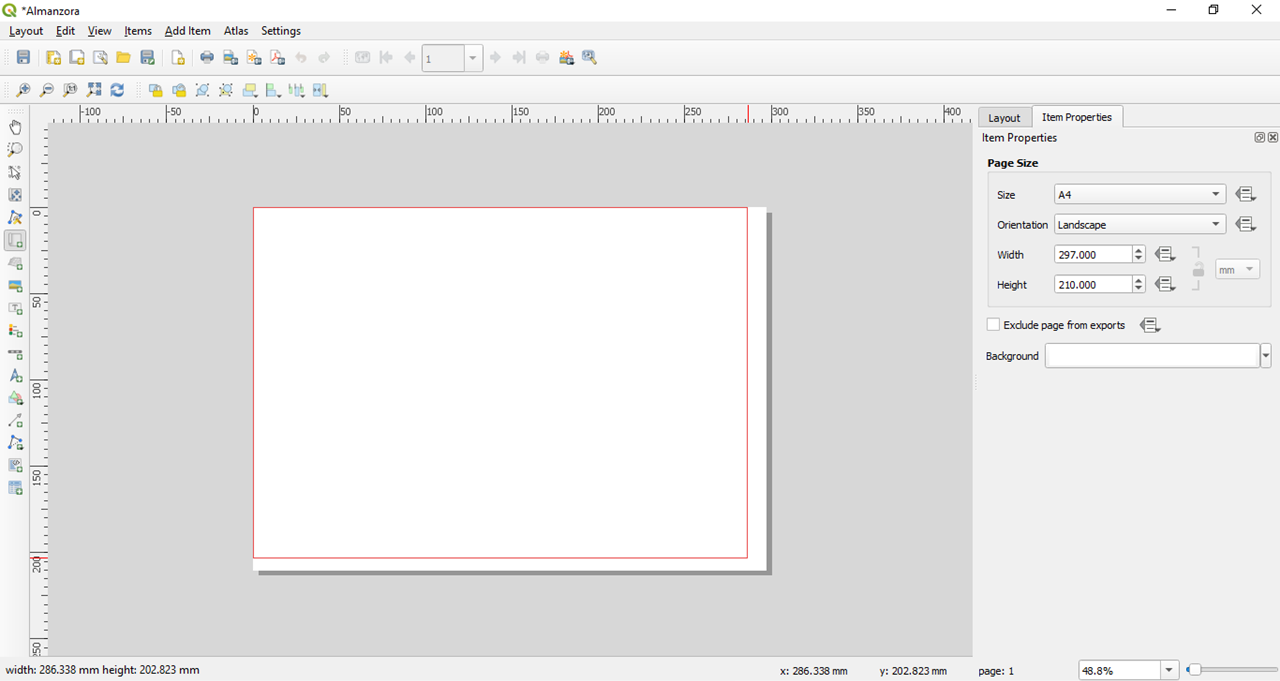 *Almanzora
Layout Edit View Items Add Item Atlas Settings
1
-100 -50 0 50 100 150 200 250 300 350 400
Layout Item Properties
Item Properties
Page Size
Size A4
Orientation Landscape
Width 297.000
mm
Height 210.000
Exclude page from exports
Background
0
50
100
150
200
250
width: 286.338 mm height: 202.823 mm x: 286.338 mm y: 202.823 mm page: 1 48.8%